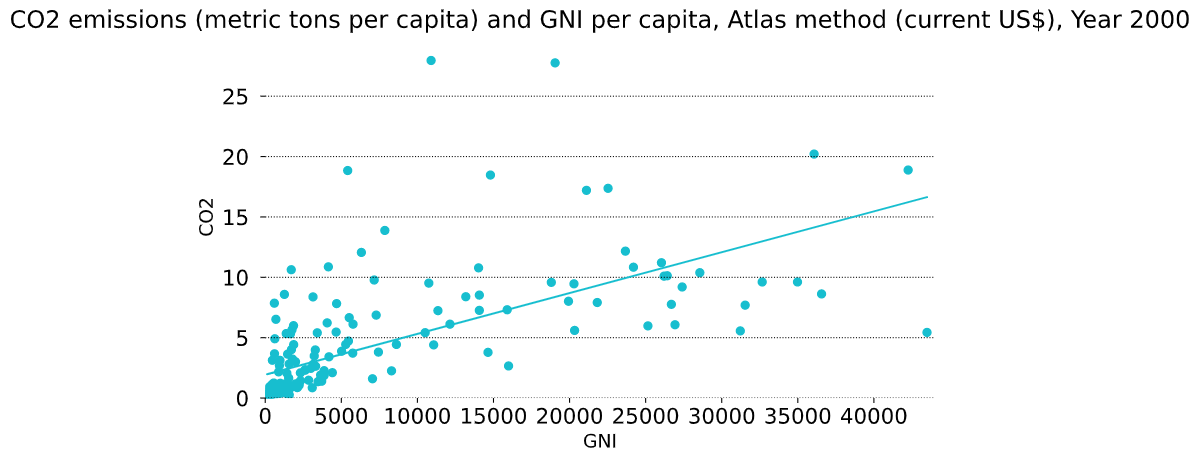 CO2 emissions (metric tons per capita) and GNI per capita, Atlas method (current US$), Year 2000
25
20
15
10
5
0
CO2
0 5000 10000 15000 20000 25000 30000 35000 40000
GNI